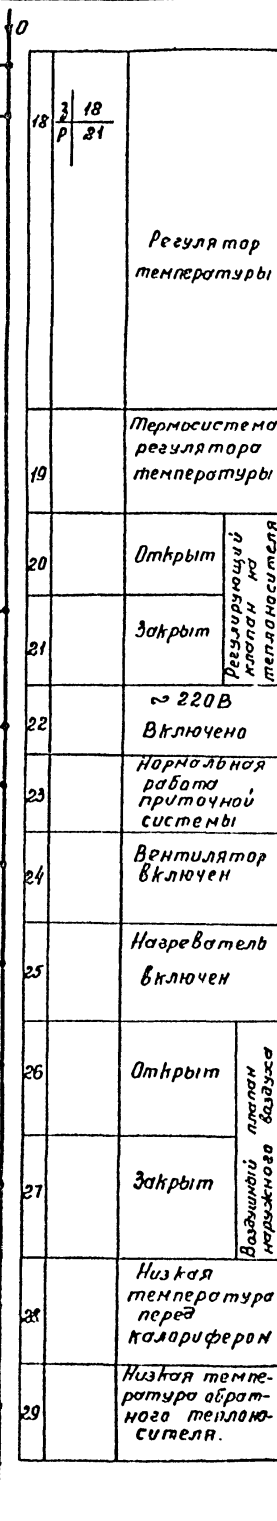 0
18
З 18
Р 21
Регулятор
температуры
19
Термосистема
регулятора
температуры
20
Открыт
21
Закрыт
Регулирующий
клапан на
теплоносителя
22
~ 220В
Включено
23
Нормальная
работа
приточной
системы
24
Вентилятор
Включен
25
Нагреватель
включен
26
Открыт
27
Закрыт
Воздушный клапан
наружного воздуха
28
Низкая
температура
перед
калорифером
29
Низкая темпе-
ратура обрат-
ного теплоно-
сителя.